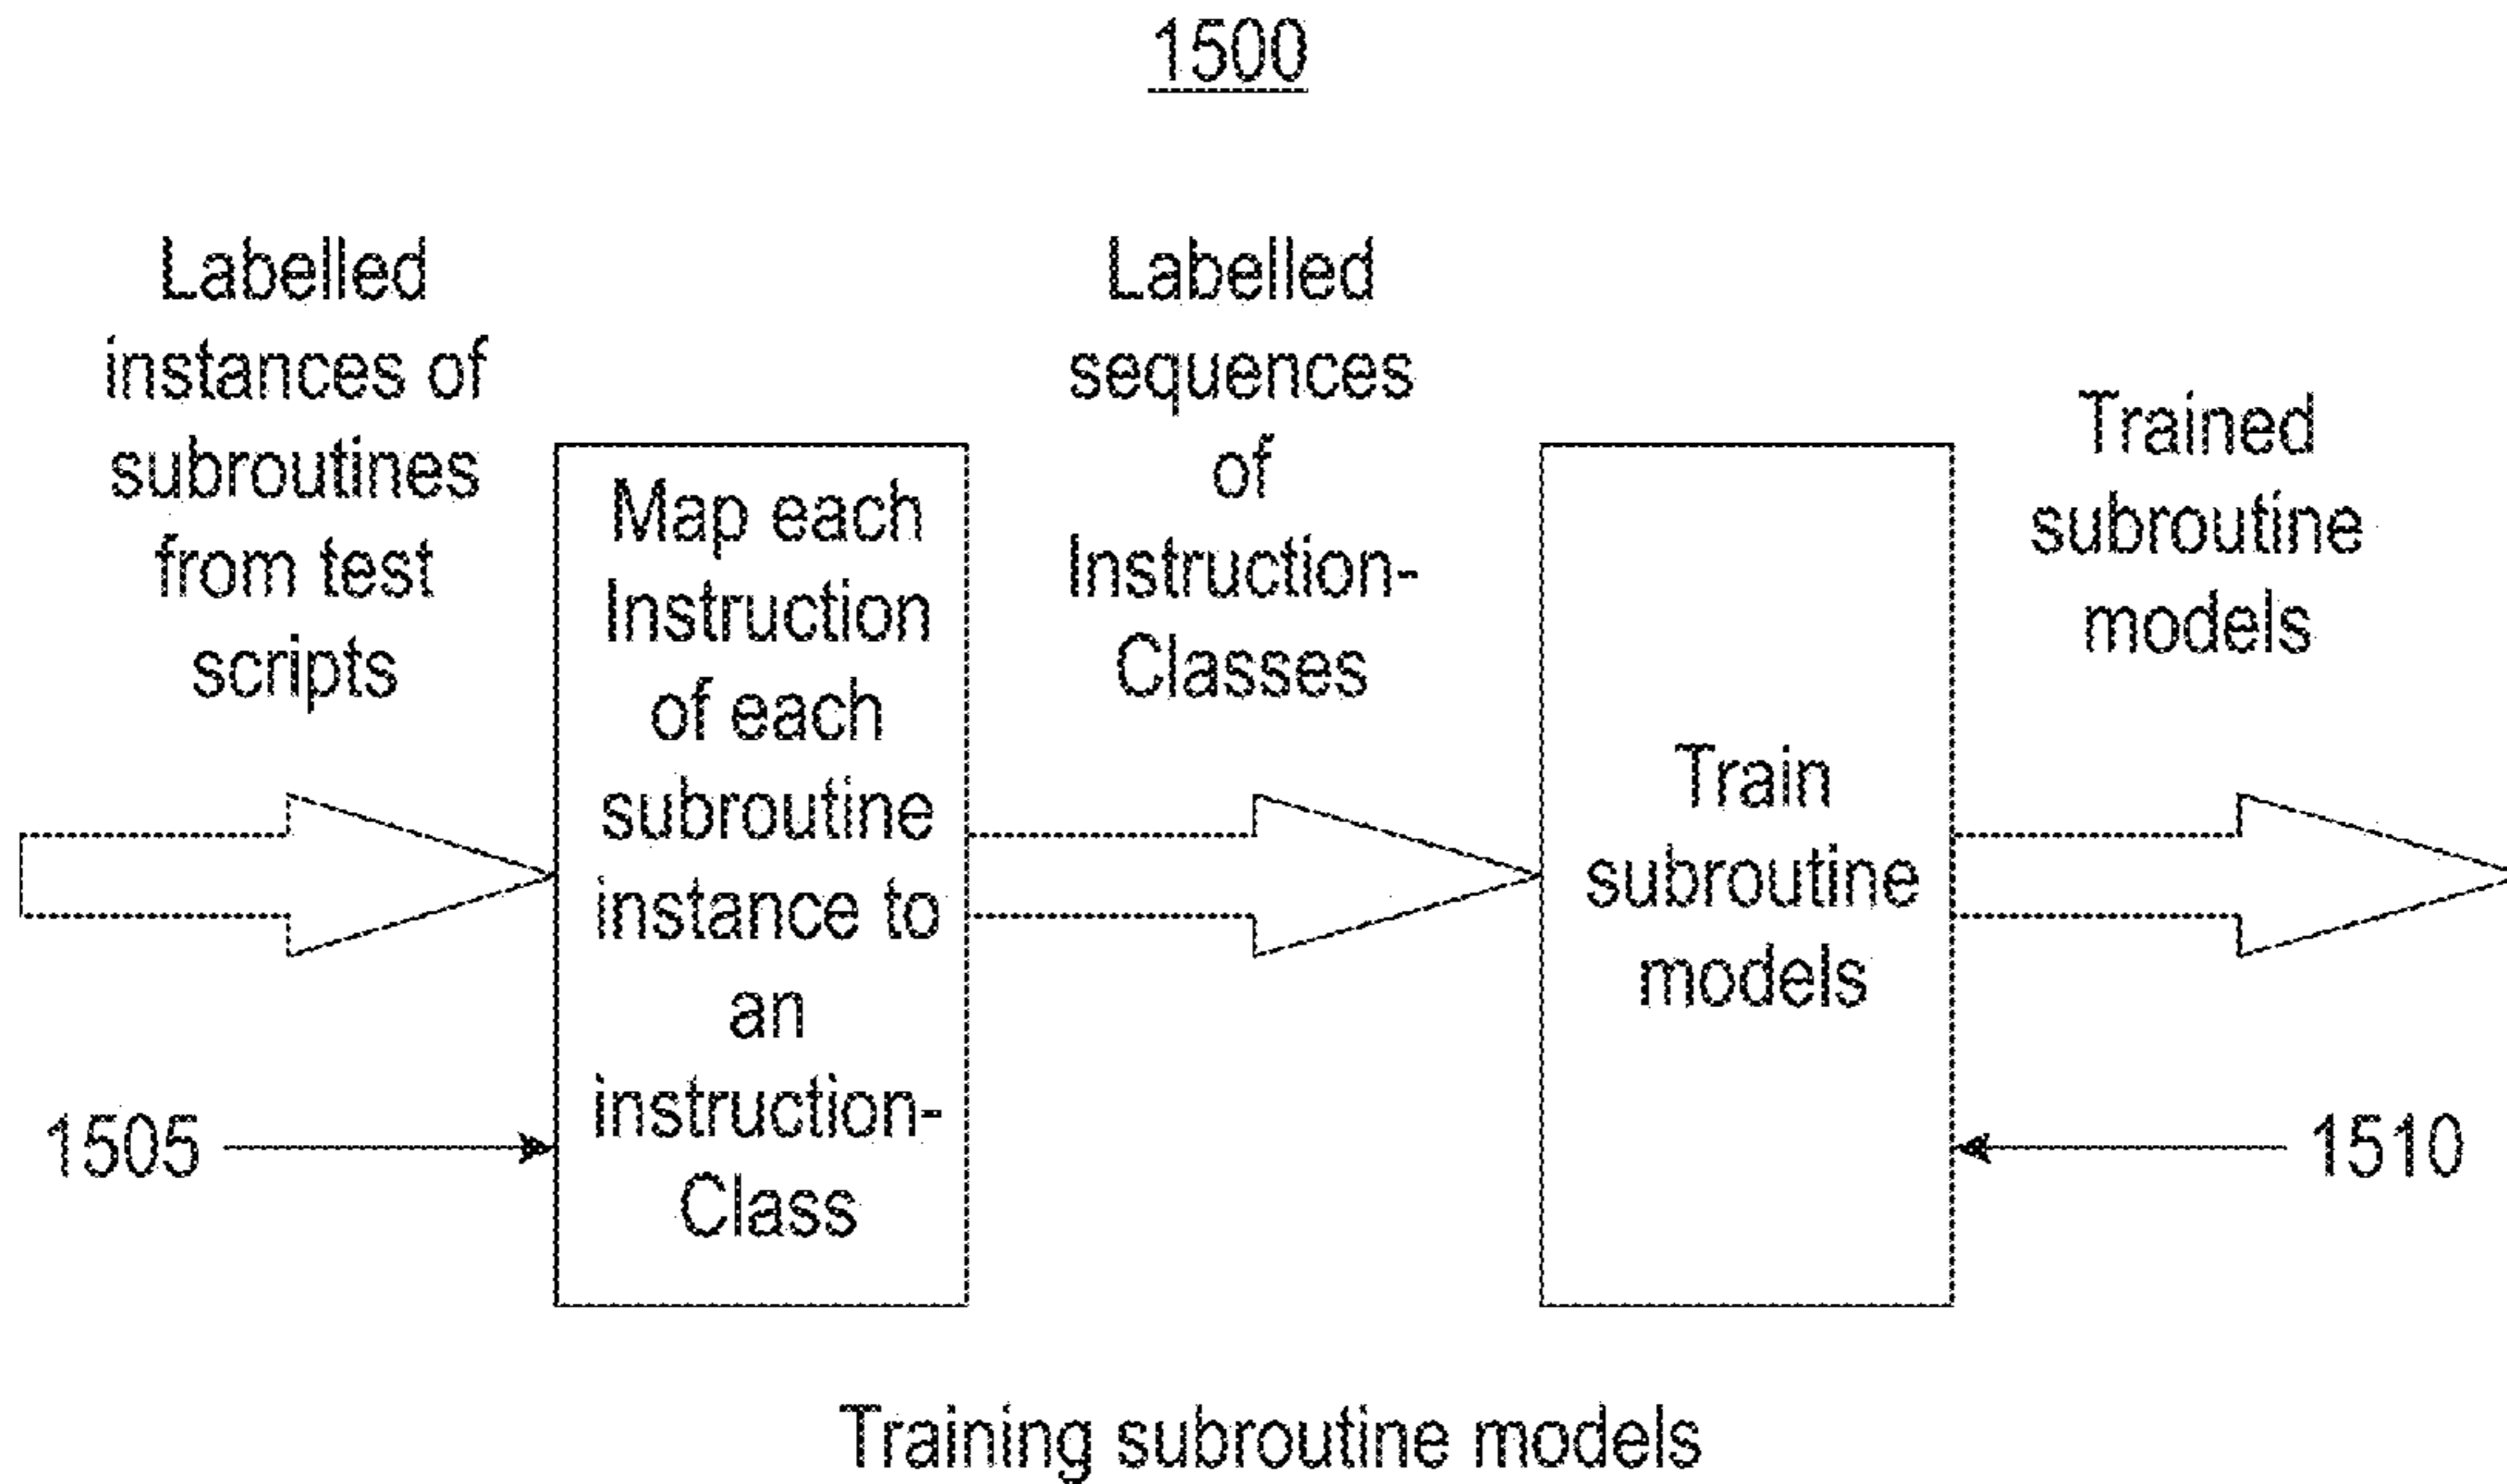 1500
Labelled
instances of
subroutines
from test
scripts
Map each
Instruction
of each
subroutine
instance to
an
instruction-
Class
1505
Labelled
sequences
of
Instruction-
Classes
Train
subroutine
models
Trained
subroutine
models
1510
Training subroutine models